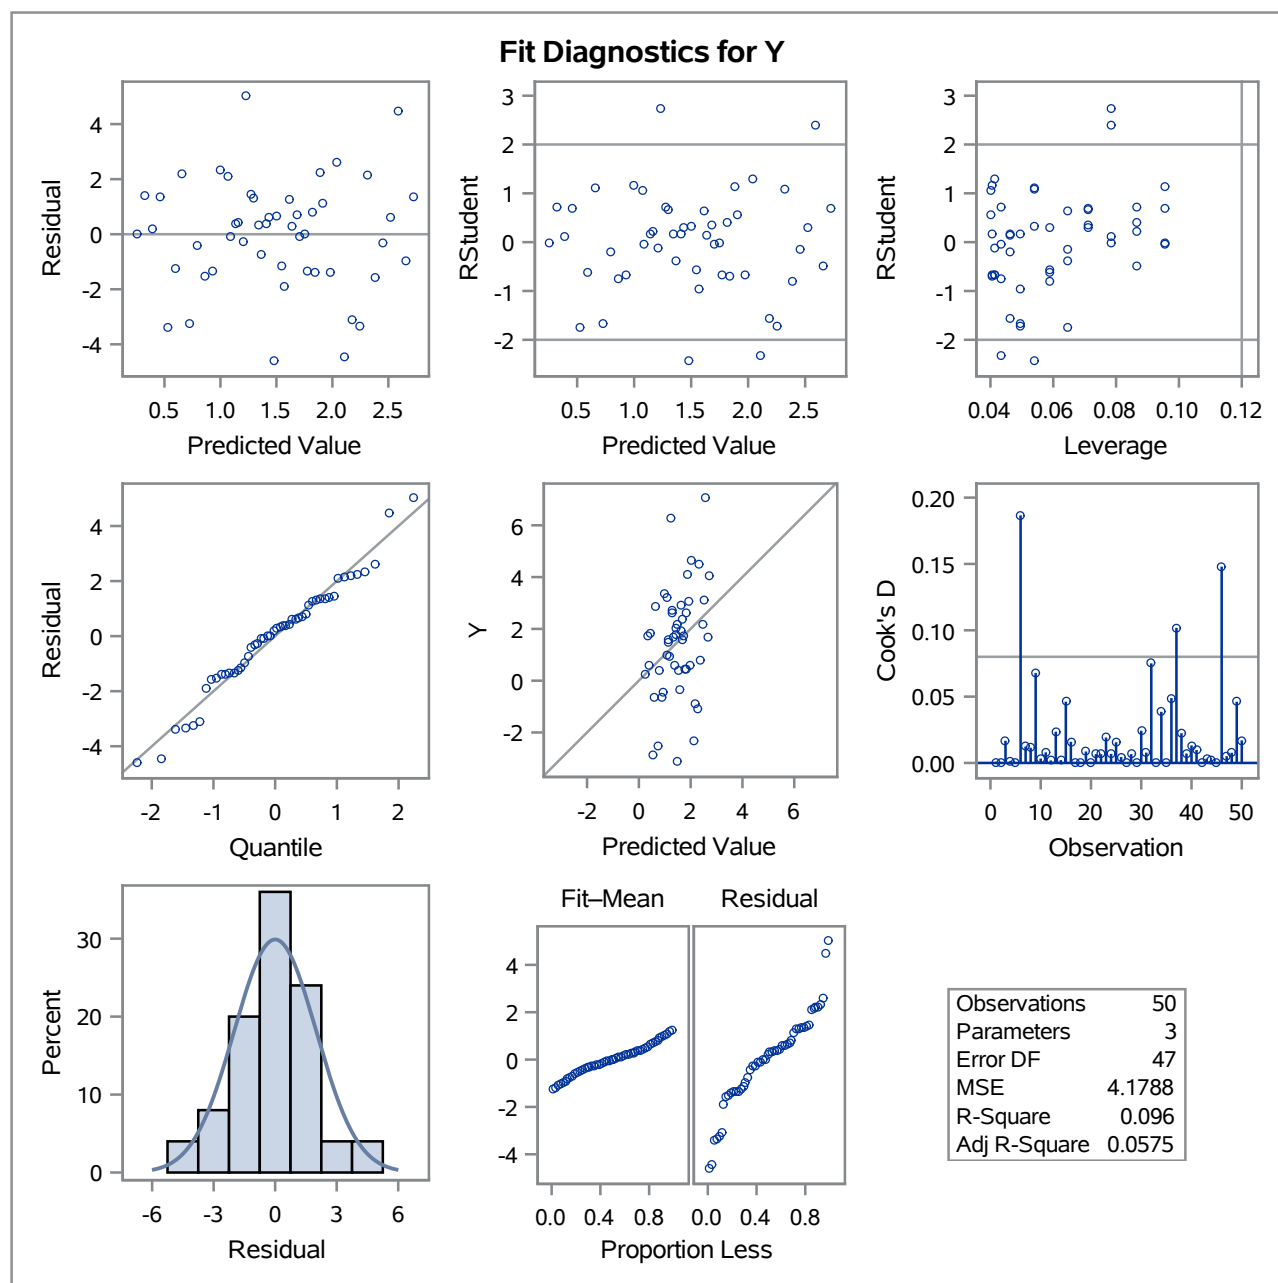 Fit Diagnostics for Y
Residual
4
2
0
-2
-4
0.5 1.0 1.5 2.0 2.5
Predicted Value
RStudent
3
2
1
0
-1
-2
0.5 1.0 1.5 2.0 2.5
Predicted Value
RStudent
3
2
1
0
-1
-2
0.04 0.06 0.08 0.10 0.12
Leverage
Residual
4
2
0
-2
-4
-2 -1 0 1 2
Quantile
Y
6
4
2
0
-2
-2 0 2 4 6
Predicted Value
Cook's D
0.20
0.15
0.10
0.05
0.00
0 10 20 30 40 50
Observation
Percent
30
20
10
0
-6 -3 0 3 6
Residual
Fit–Mean Residual
4
2
0
-2
-4
0.0 0.4 0.8 0.0 0.4 0.8
Proportion Less
Observations 50
Parameters 3
Error DF 47
MSE 4.1788
R-Square 0.096
Adj R-Square 0.0575